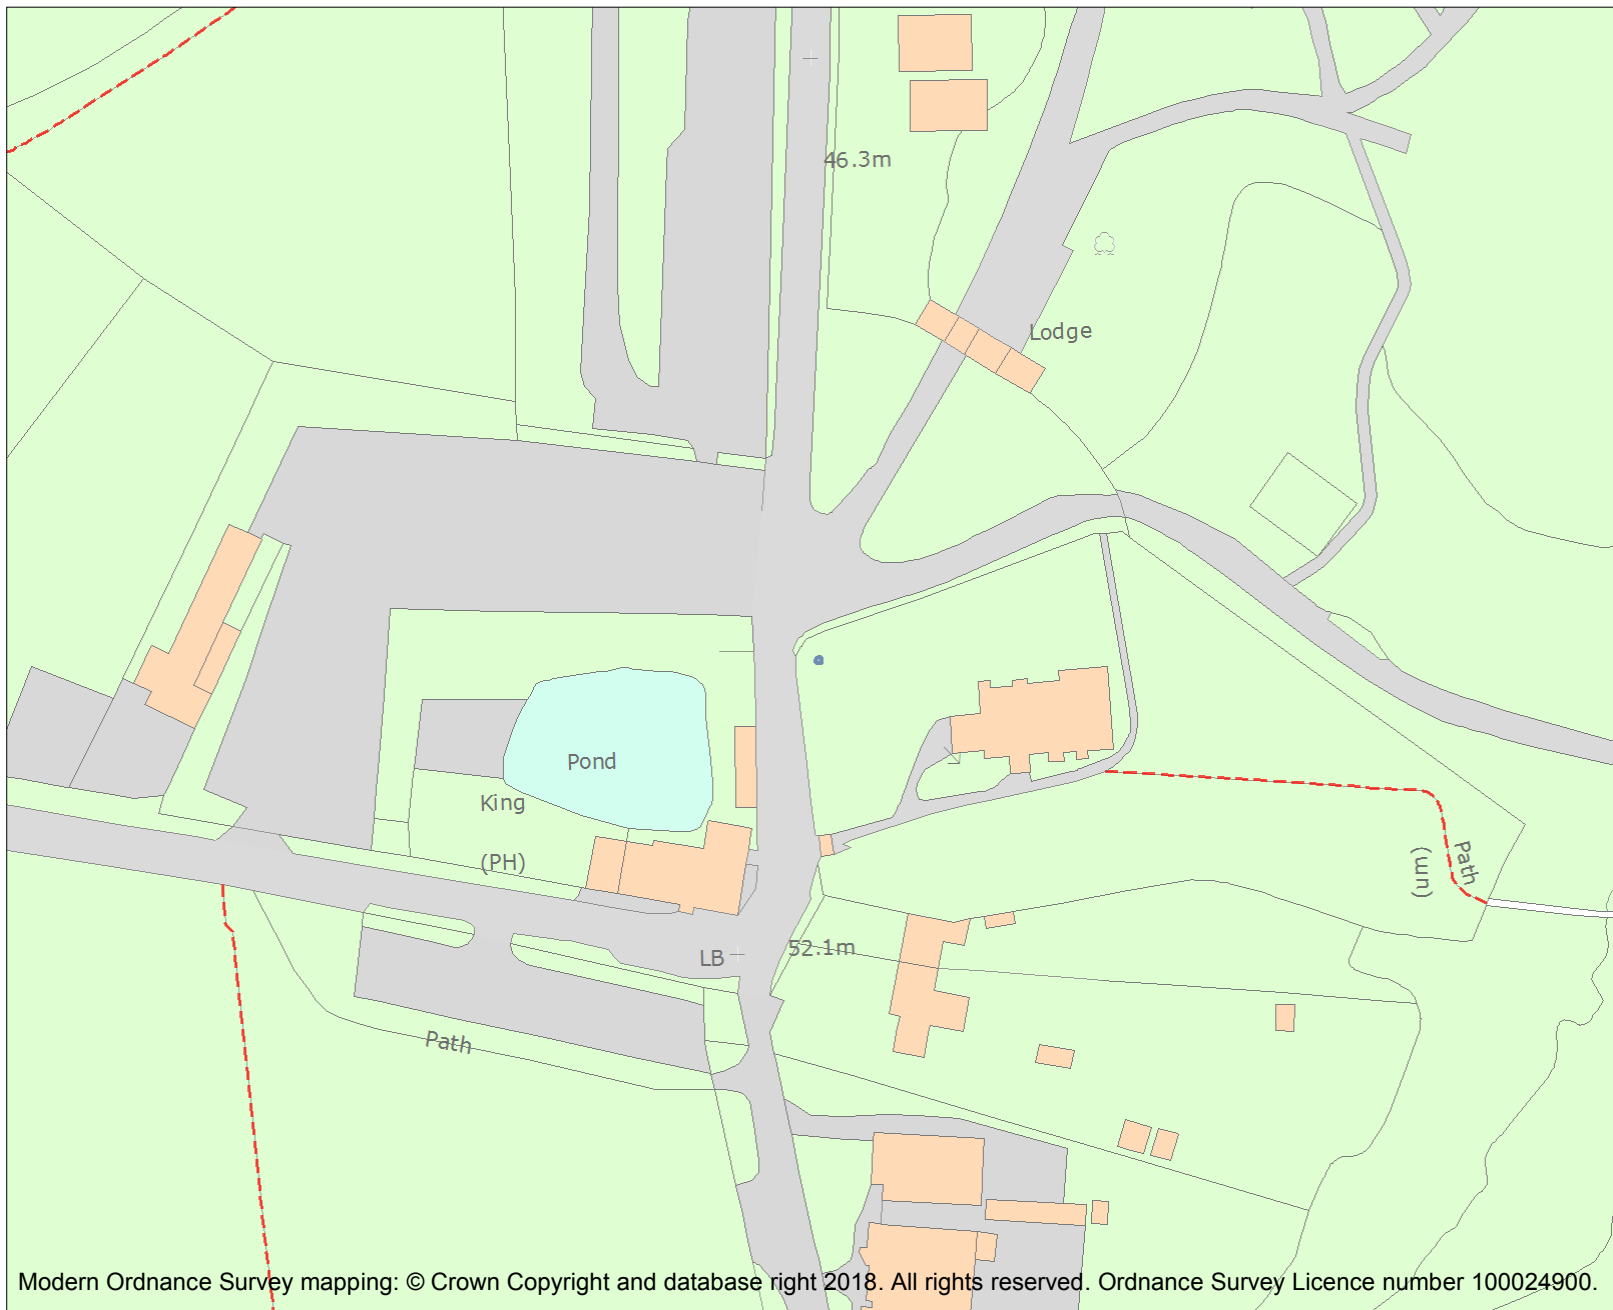 46.3m
Lodge
Pond
King
(PH)
Path
(um)
52.1m
LB
Path
Modern Ordnance Survey mapping: © Crown Copyright and database right 2018. All rights reserved. Ordnance Survey Licence number 100024900.